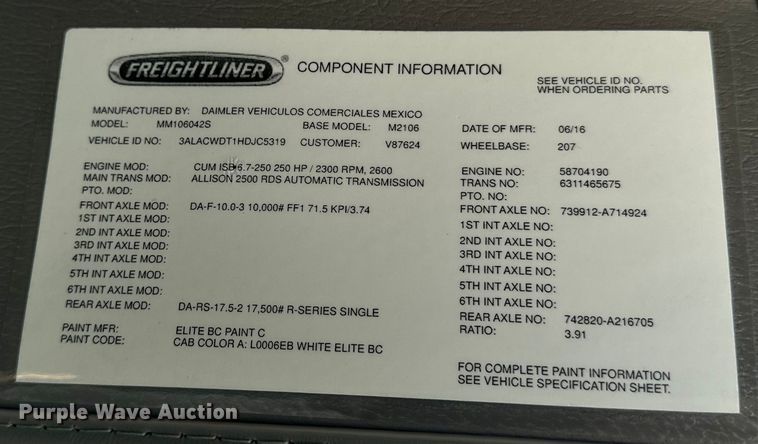 FREIGHTLINER ® COMPONENT INFORMATION
SEE VEHICLE ID NO.
WHEN ORDERING PARTS
MANUFACTURED BY: DAIMLER VEHICULOS COMERCIALES MEXICO
MODEL: MM106042S BASE MODEL: M2106 DATE OF MFR: 06/16
VEHICLE ID NO: 3ALACWDT1HDJC5319 CUSTOMER: V87624 WHEELBASE: 207
ENGINE MOD: CUM ISB 6.7-250 250 HP / 2300 RPM, 2600 ENGINE NO: 58704190
MAIN TRANS MOD: ALLISON 2500 RDS AUTOMATIC TRANSMISSION TRANS NO: 6311465675
PTO. MOD: PTO. NO:
FRONT AXLE MOD: DA-F-10.0-3 10,000# FF1 71.5 KPI/3.74 FRONT AXLE NO: 739912-A714924
1ST INT AXLE MOD: 1ST INT AXLE NO:
2ND INT AXLE MOD: 2ND INT AXLE NO:
3RD INT AXLE MOD: 3RD INT AXLE NO:
4TH INT AXLE MOD: 4TH INT AXLE NO:
5TH INT AXLE MOD: 5TH INT AXLE NO:
6TH INT AXLE MOD: 6TH INT AXLE NO:
REAR AXLE MOD: DA-RS-17.5-2 17,500# R-SERIES SINGLE REAR AXLE NO: 742820-A216705
RATIO: 3.91
PAINT MFR: ELITE BC PAINT C
PAINT CODE: CAB COLOR A: L0006EB WHITE ELITE BC
FOR COMPLETE PAINT INFORMATION
SEE VEHICLE SPECIFICATION SHEET.
Purple Wave Auction